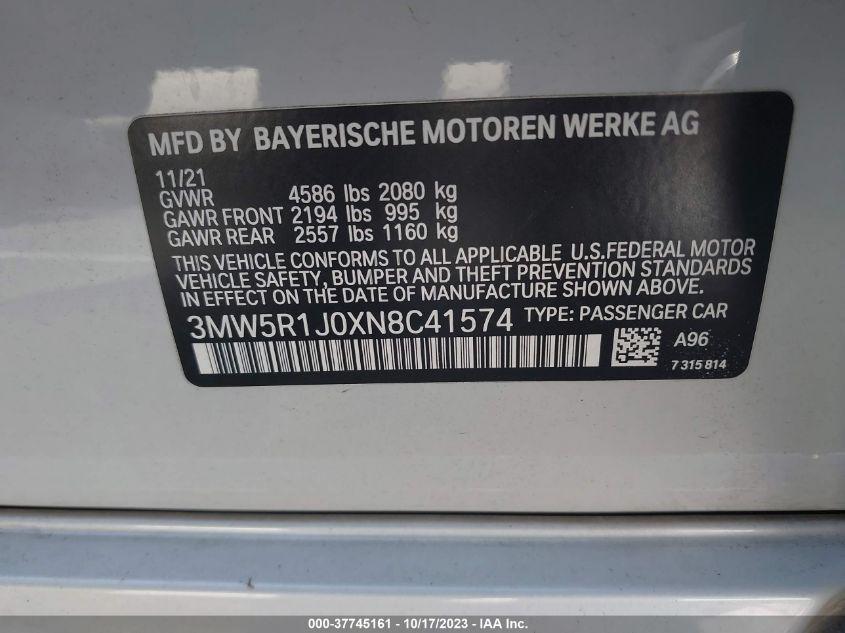 MFD BY BAYERISCHE MOTOREN WERKE AG
11/21
GVWR 4586 lbs 2080 kg
GAWR FRONT 2194 lbs 995 kg
GAWR REAR 2557 lbs 1160 kg
THIS VEHICLE CONFORMS TO ALL APPLICABLE U.S.FEDERAL MOTOR
VEHICLE SAFETY, BUMPER AND THEFT PREVENTION STANDARDS
IN EFFECT ON THE DATE OF MANUFACTURE SHOWN ABOVE.
3MW5R1J0XN8C41574 TYPE: PASSENGER CAR
A96
7 315 814
000-37745161 - 10/17/2023 - IAA Inc.